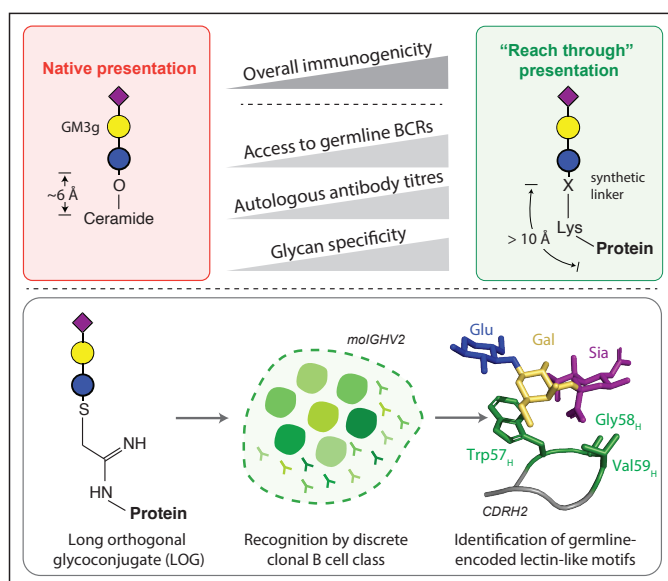 Native presentation
GM3g
O
~6 Å
Ceramide
Overall immunogenicity
Access to germline BCRs
Autologous antibody titres
Glycan specificity
“Reach through”
presentation
X
synthetic
linker
Lys
> 10 Å
Protein
S
NH
HN
Protein
Long orthogonal
glycoconjugate (LOG)
moIGHV2
Recognition by discrete
clonal B cell class
Glu
Gal
Sia
Gly58H
Trp57H
Val59H
CDRH2
Identification of germline-
encoded lectin-like motifs